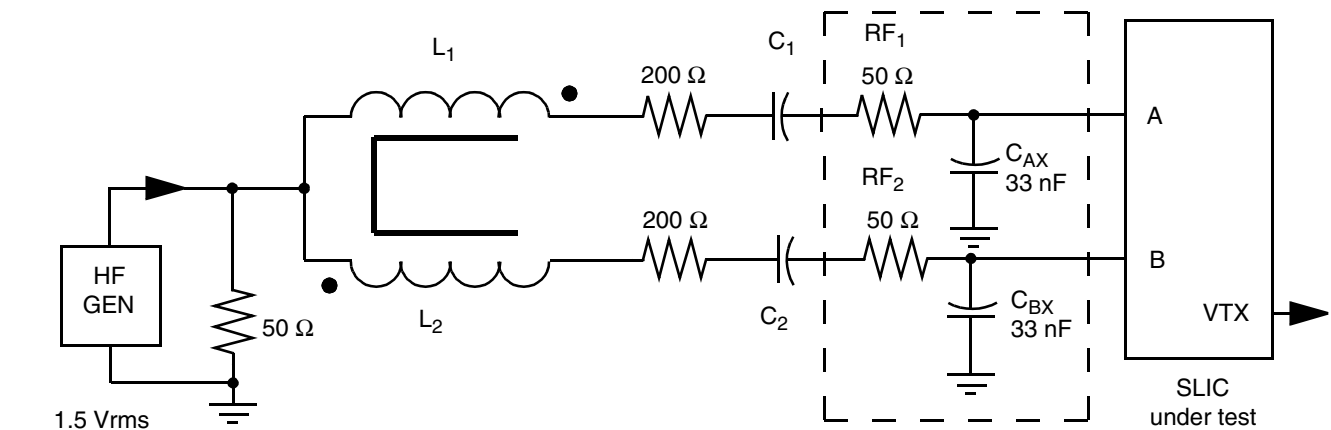 L1
C1
RF1
200 Ω
50 Ω
A
CAX
33 nF
RF2
200 Ω
50 Ω
B
HF
GEN
50 Ω
L2
C2
CBX
33 nF
VTX
SLIC
under test
1.5 Vrms